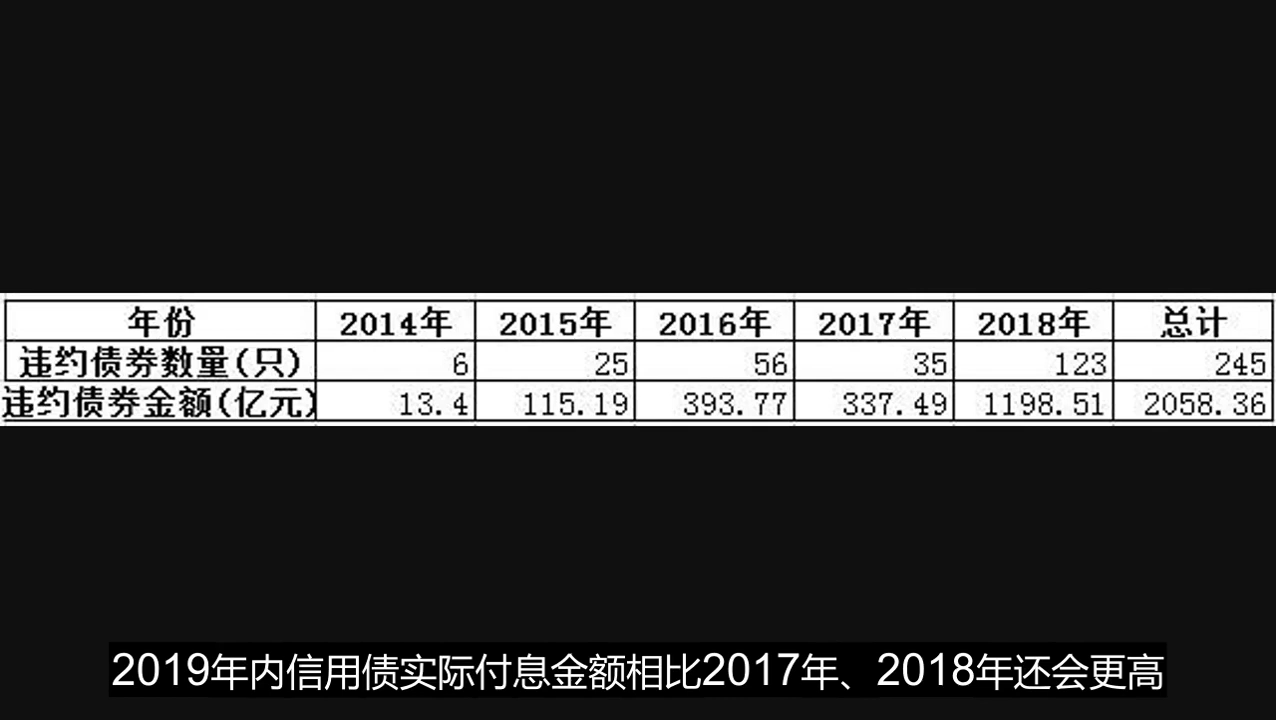 年份 2014年 2015年 2016年 2017年 2018年 总计
违约债券数量(只) 6 25 56 35 123 245
违约债券金额(亿元) 13.4 115.19 393.77 337.49 1198.51 2058.36
2019年内信用债实际付息金额相比2017年、2018年还会更高